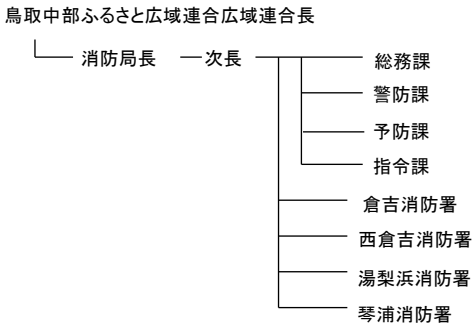 鳥取中部ふるさと広域連合広域連合長
消防局長 次長 総務課
警防課
予防課
指令課
倉吉消防署
西倉吉消防署
湯梨浜消防署
琴浦消防署